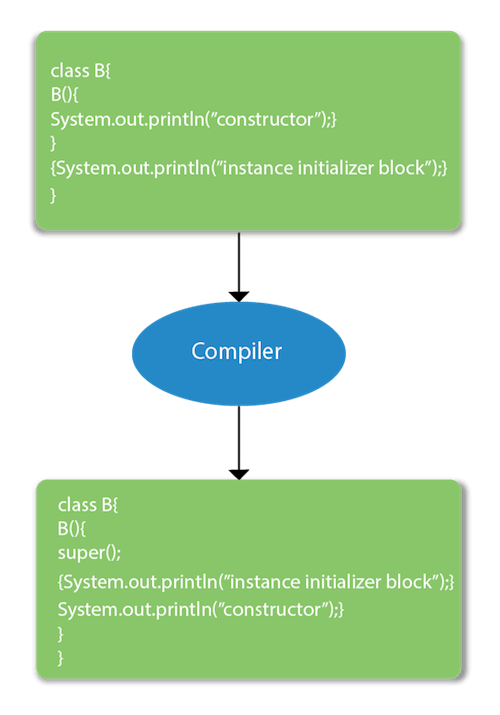 class B{
B(){
System.out.println(”constructor”);}
}
{System.out.println(”instance initializer block”);}
}
Compiler
class B{
B(){
super();
{System.out.println(”instance initializer block”);}
System.out.println(”constructor”);}
}
}